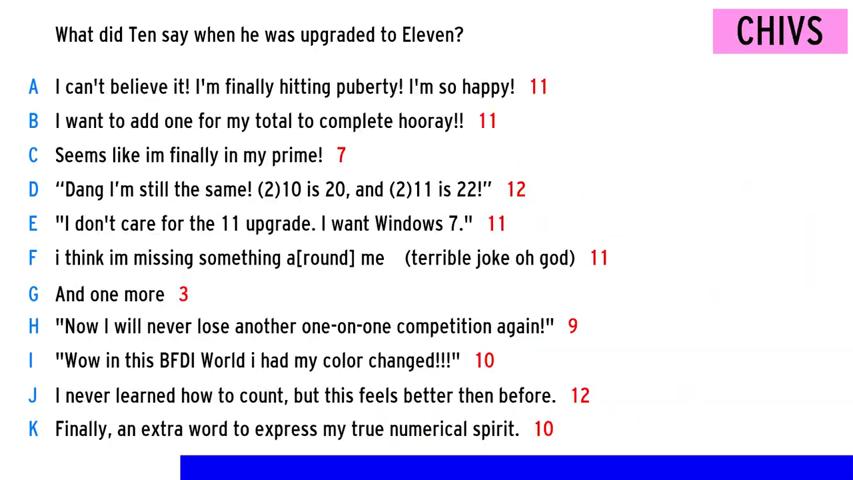 What did Ten say when he was upgraded to Eleven?
CHIVS
A I can't believe it! I'm finally hitting puberty! I'm so happy! 11
B I want to add one for my total to complete hooray!! 11
C Seems like im finally in my prime! 7
D “Dang I’m still the same! (2)10 is 20, and (2)11 is 22!” 12
E "I don't care for the 11 upgrade. I want Windows 7." 11
F i think im missing something a[round] me (terrible joke oh god) 11
G And one more 3
H "Now I will never lose another one-on-one competition again!" 9
I "Wow in this BFDI World i had my color changed!!!" 10
J I never learned how to count, but this feels better then before. 12
K Finally, an extra word to express my true numerical spirit. 10